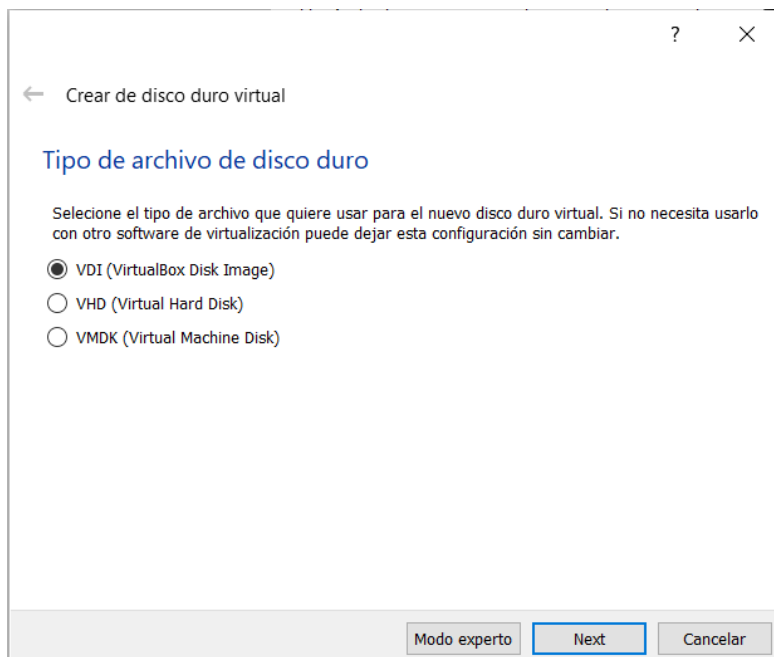 ?
Crear de disco duro virtual
Tipo de archivo de disco duro
Selecione el tipo de archivo que quiere usar para el nuevo disco duro virtual. Si no necesita usarlo
con otro software de virtualización puede dejar esta configuración sin cambiar.
VDI (VirtualBox Disk Image)
VHD (Virtual Hard Disk)
VMDK (Virtual Machine Disk)
Modo experto Next Cancelar